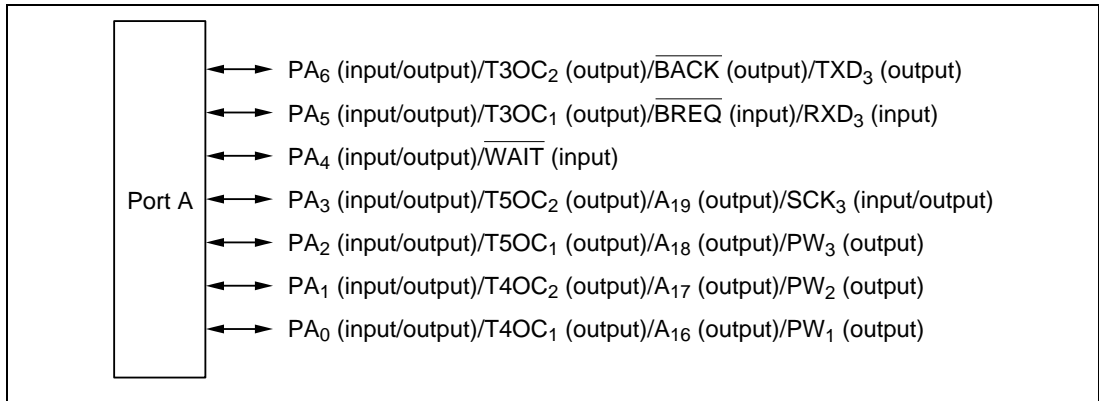 PA₆ (input/output)/T3OC₂ (output)/B̅A̅C̅K̅ (output)/TXD₃ (output)
PA₅ (input/output)/T3OC₁ (output)/B̅R̅E̅Q̅ (input)/RXD₃ (input)
PA₄ (input/output)/W̅A̅I̅T̅ (input)
Port A
PA₃ (input/output)/T5OC₂ (output)/A₁₉ (output)/SCK₃ (input/output)
PA₂ (input/output)/T5OC₁ (output)/A₁₈ (output)/PW₃ (output)
PA₁ (input/output)/T4OC₂ (output)/A₁₇ (output)/PW₂ (output)
PA₀ (input/output)/T4OC₁ (output)/A₁₆ (output)/PW₁ (output)